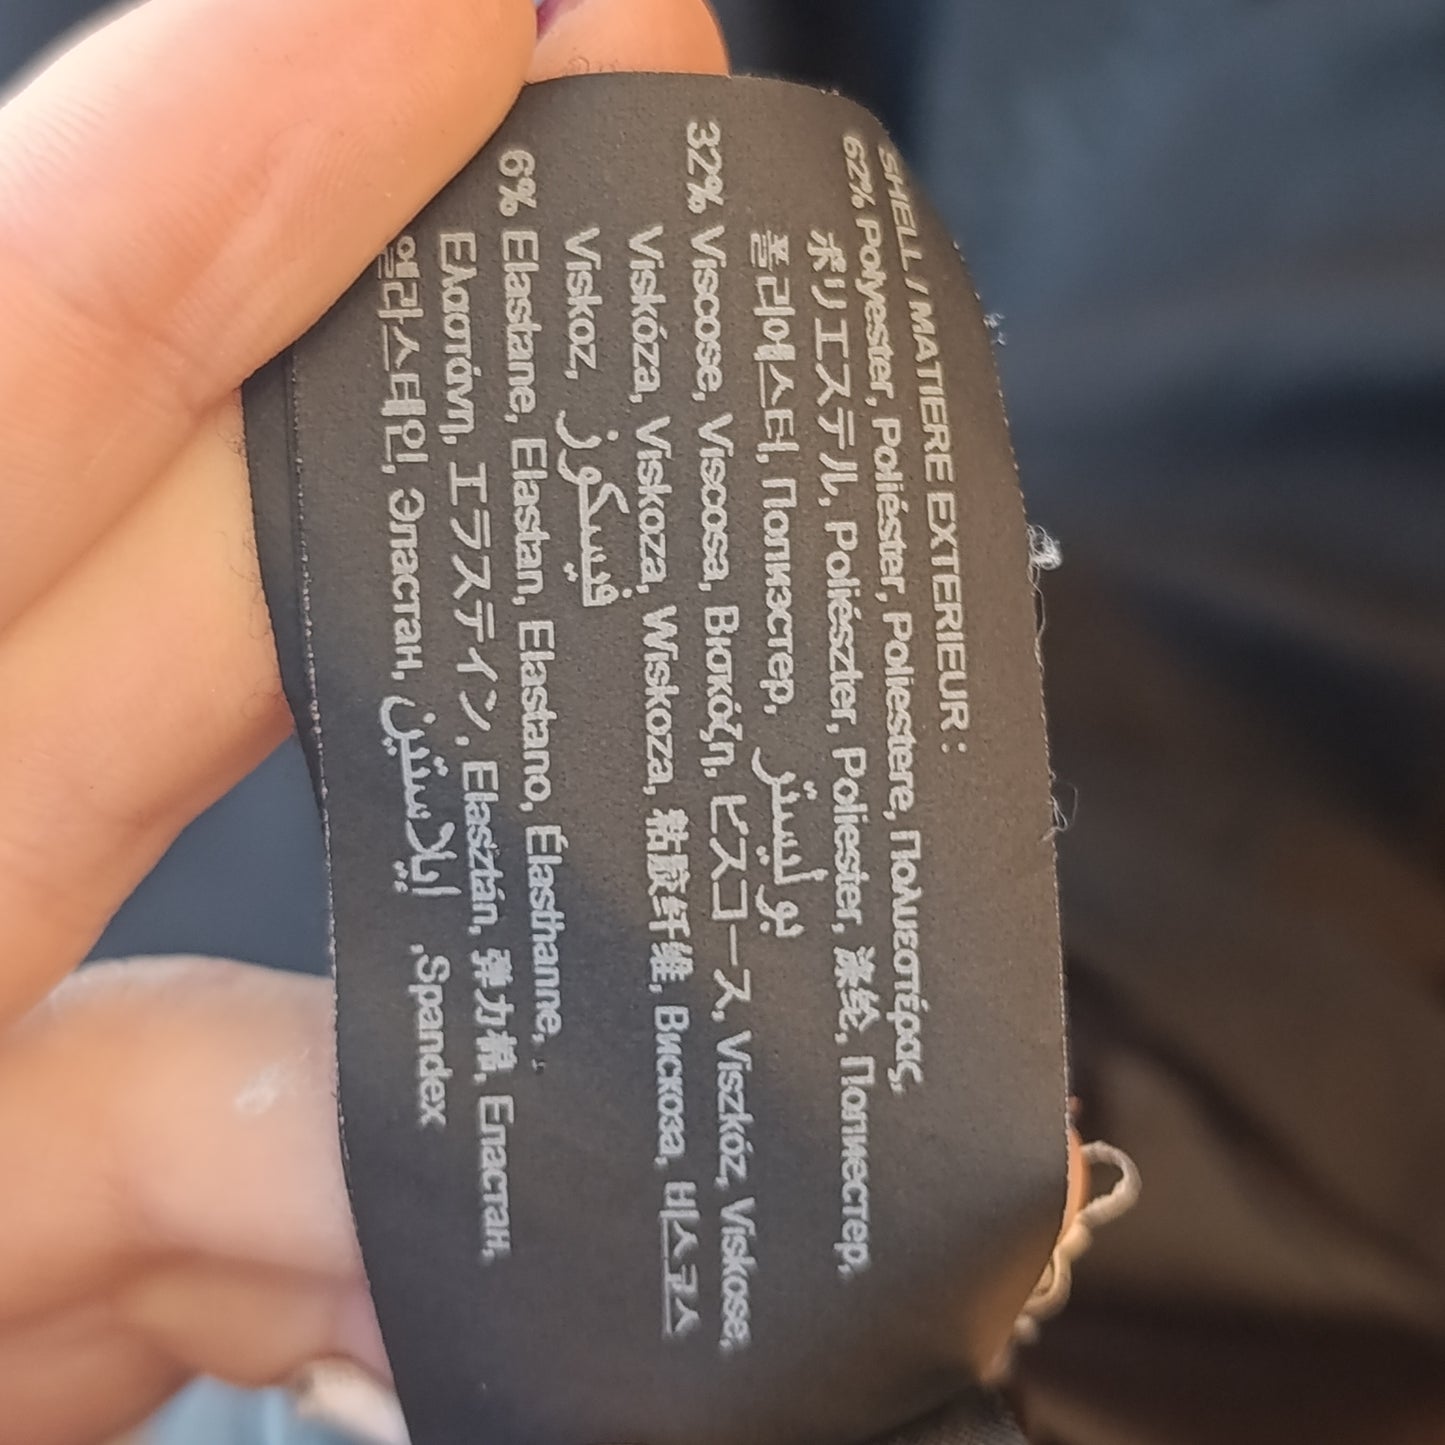 SHELL / MATIERE EXTERIEUR :
62% Polyester, Poliéster, Poliestere, Πολυεστέρας,
ポリエステル, Poliészter, Poliester, 涤纶, Полиестер,
폴리에스터, Полиэстер, بوليستر
32% Viscose, Viscosa, Βισκόζη, ビスコース, Viszkóz, Viskose,
Viskóza, Viskoza, Wiskoza, 粘胶纤维, Вискоза, 비스코스
Viskoz, فيسكوز
6% Elastane, Elastan, Elastano, Élasthanne,
Ελαστάνη, エラスティン, Elasztán, 弹力棉, Еластан,
엘라스테인, Эластан, إيلاستين ,Spandex